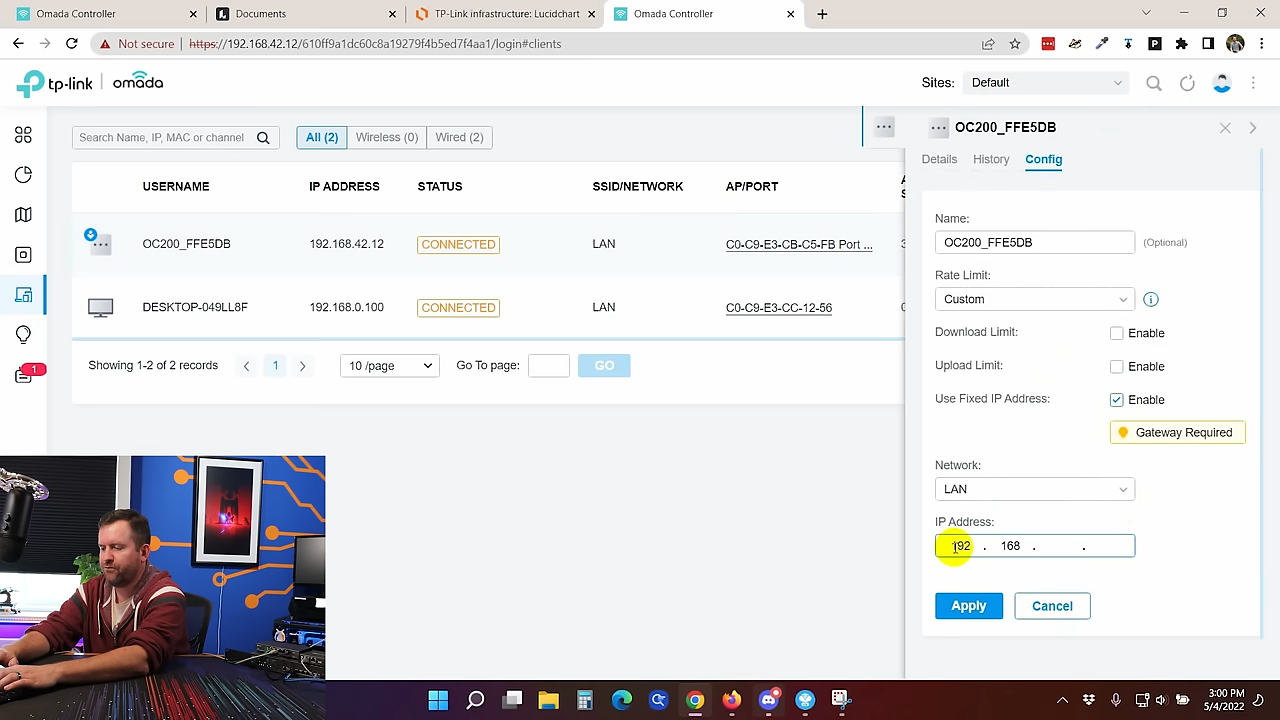 Omada Controller
Documents
TP-Link infrastructure: Lucidchart
Omada Controller
Not secure
https://192.168.42.12/610ff9a1dc60c8a19279f4b5ed7f4aa1/login#clients
tp-link | omada
Sites: Default
Search Name, IP, MAC or channel
All (2)
Wireless (0)
Wired (2)
USERNAME
IP ADDRESS
STATUS
SSID/NETWORK
AP/PORT
OC200_FFE5DB
192.168.42.12
CONNECTED
LAN
C0-C9-E3-CB-C5-FB Port ...
DESKTOP-049LL8F
192.168.0.100
CONNECTED
LAN
C0-C9-E3-CC-12-56
Showing 1-2 of 2 records
1
10 /page
Go To page:
GO
1
OC200_FFE5DB
Details
History
Config
Name:
OC200_FFE5DB
(Optional)
Rate Limit:
Custom
Download Limit:
Enable
Upload Limit:
Enable
Use Fixed IP Address:
Enable
Gateway Required
Network:
LAN
IP Address:
192 . 168 . .
Apply
Cancel
3:00 PM
5/4/2022